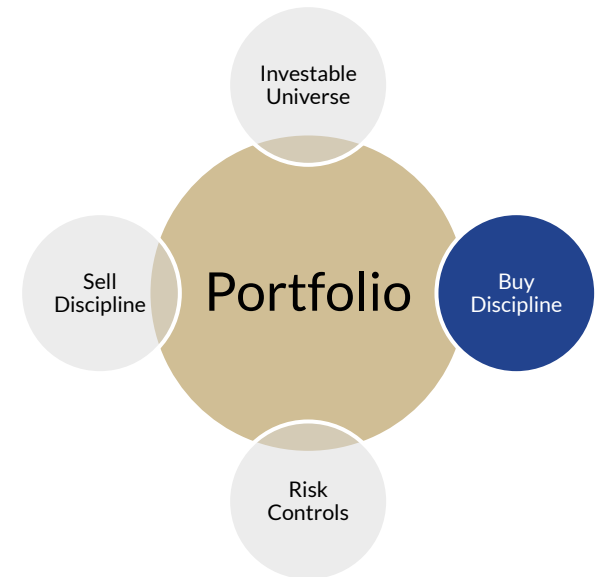 Investable
Universe
Sell
Discipline
Portfolio
Buy
Discipline
Risk
Controls